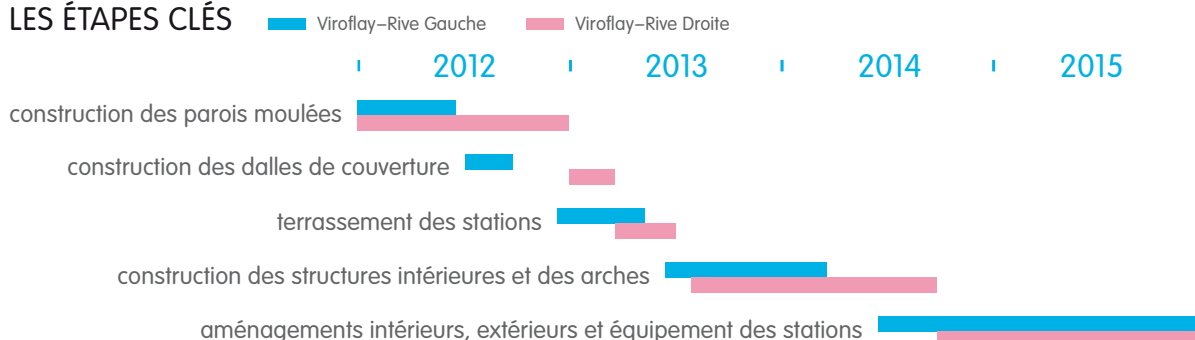 LES ÉTAPES CLÉS Viroflay–Rive Gauche Viroflay–Rive Droite
2012 2013 2014 2015
construction des parois moulées
construction des dalles de couverture
terrassement des stations
construction des structures intérieures et des arches
aménagements intérieurs, extérieurs et équipement des stations